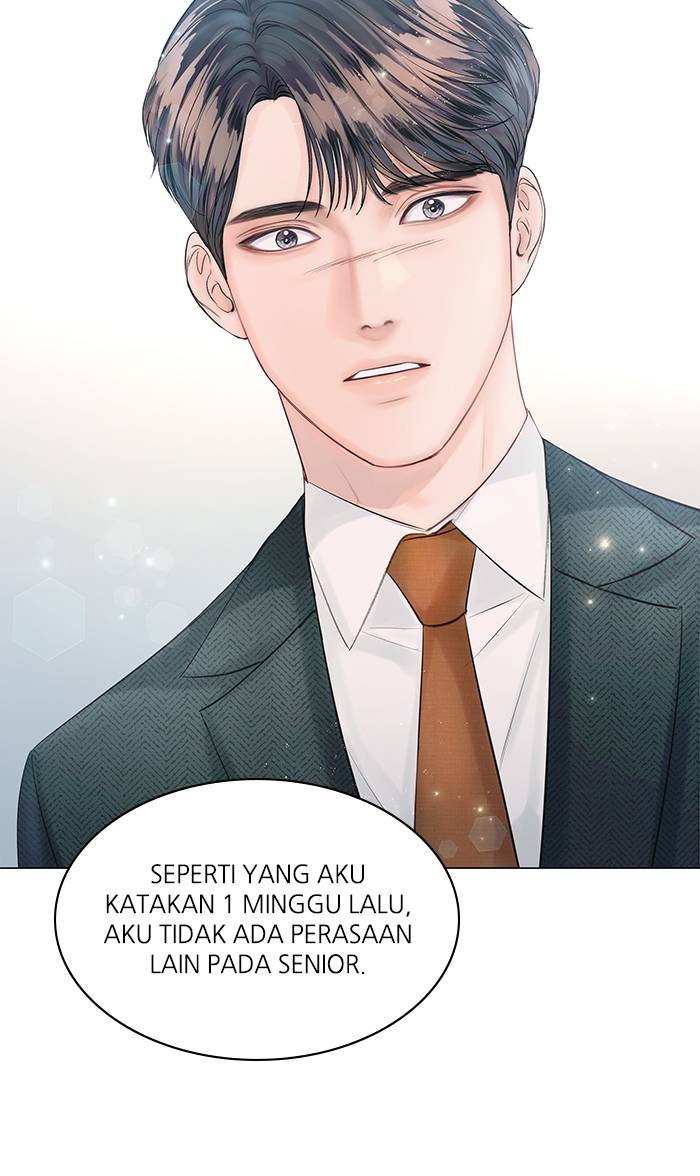 SEPERTI YANG AKU
KATAKAN 1 MINGGU LALU,
AKU TIDAK ADA PERASAAN
LAIN PADA SENIOR.